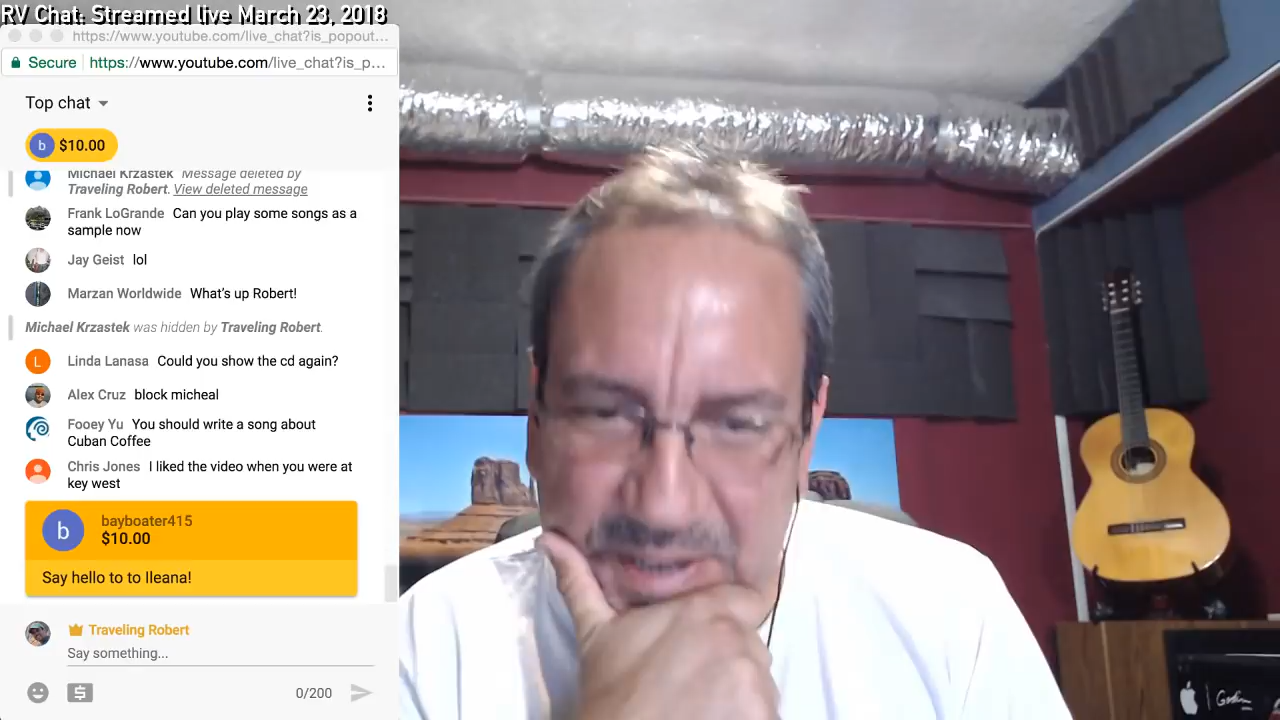 RV Chat. Streamed live March 23, 2018
https://www.youtube.com/live_chat?is_popout...
Secure https://www.youtube.com/live_chat?is_p...
Top chat
b $10.00
Michael Krzastek Message deleted by
Traveling Robert. View deleted message
Frank LoGrande Can you play some songs as a
sample now
Jay Geist lol
Marzan Worldwide What's up Robert!
Michael Krzastek was hidden by Traveling Robert.
L Linda Lanasa Could you show the cd again?
Alex Cruz block micheal
Fooey Yu You should write a song about
Cuban Coffee
Chris Jones I liked the video when you were at
key west
b bayboater415
$10.00
Say hello to to Ileana!
Traveling Robert
Say something...
0/200
Godin